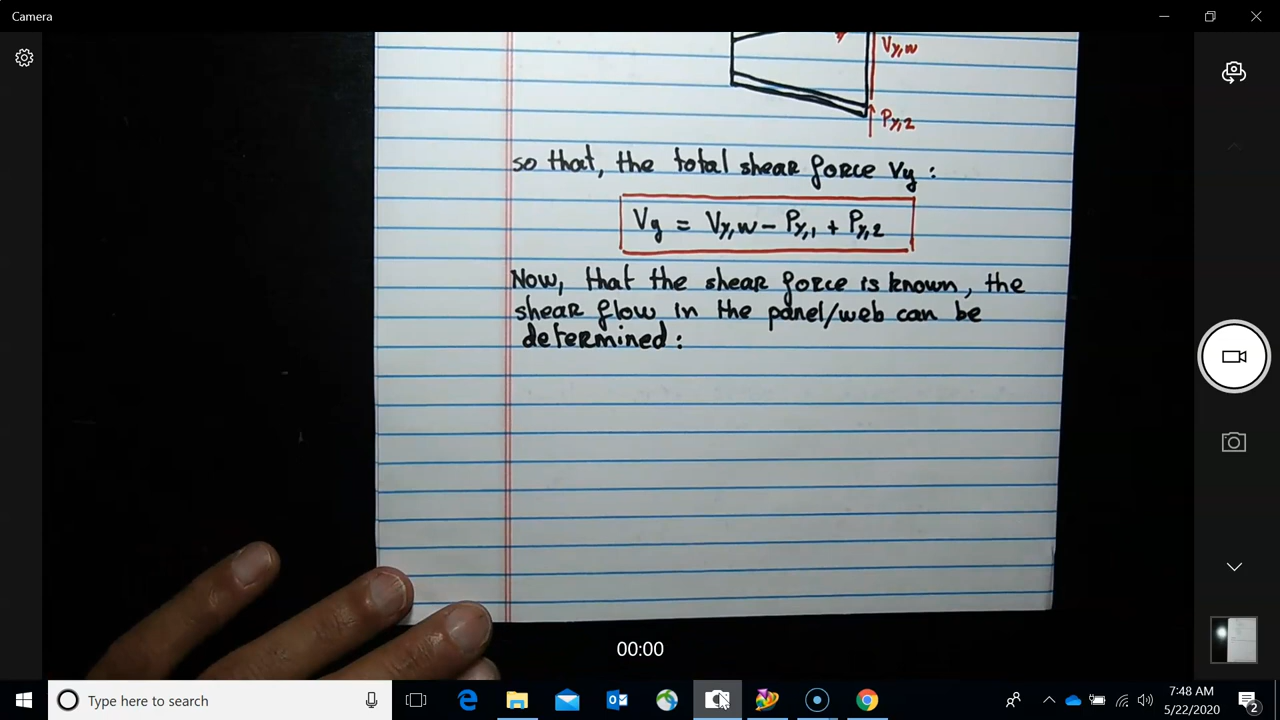 Camera
Vy,w
Py,2
so that, the total shear force Vy :
Vy = Vy,w - Py,1 + Py,2
Now, that the shear force is known, the
shear flow in the panel/web can be
determined:
00:00
Type here to search
7:48 AM
5/22/2020
2